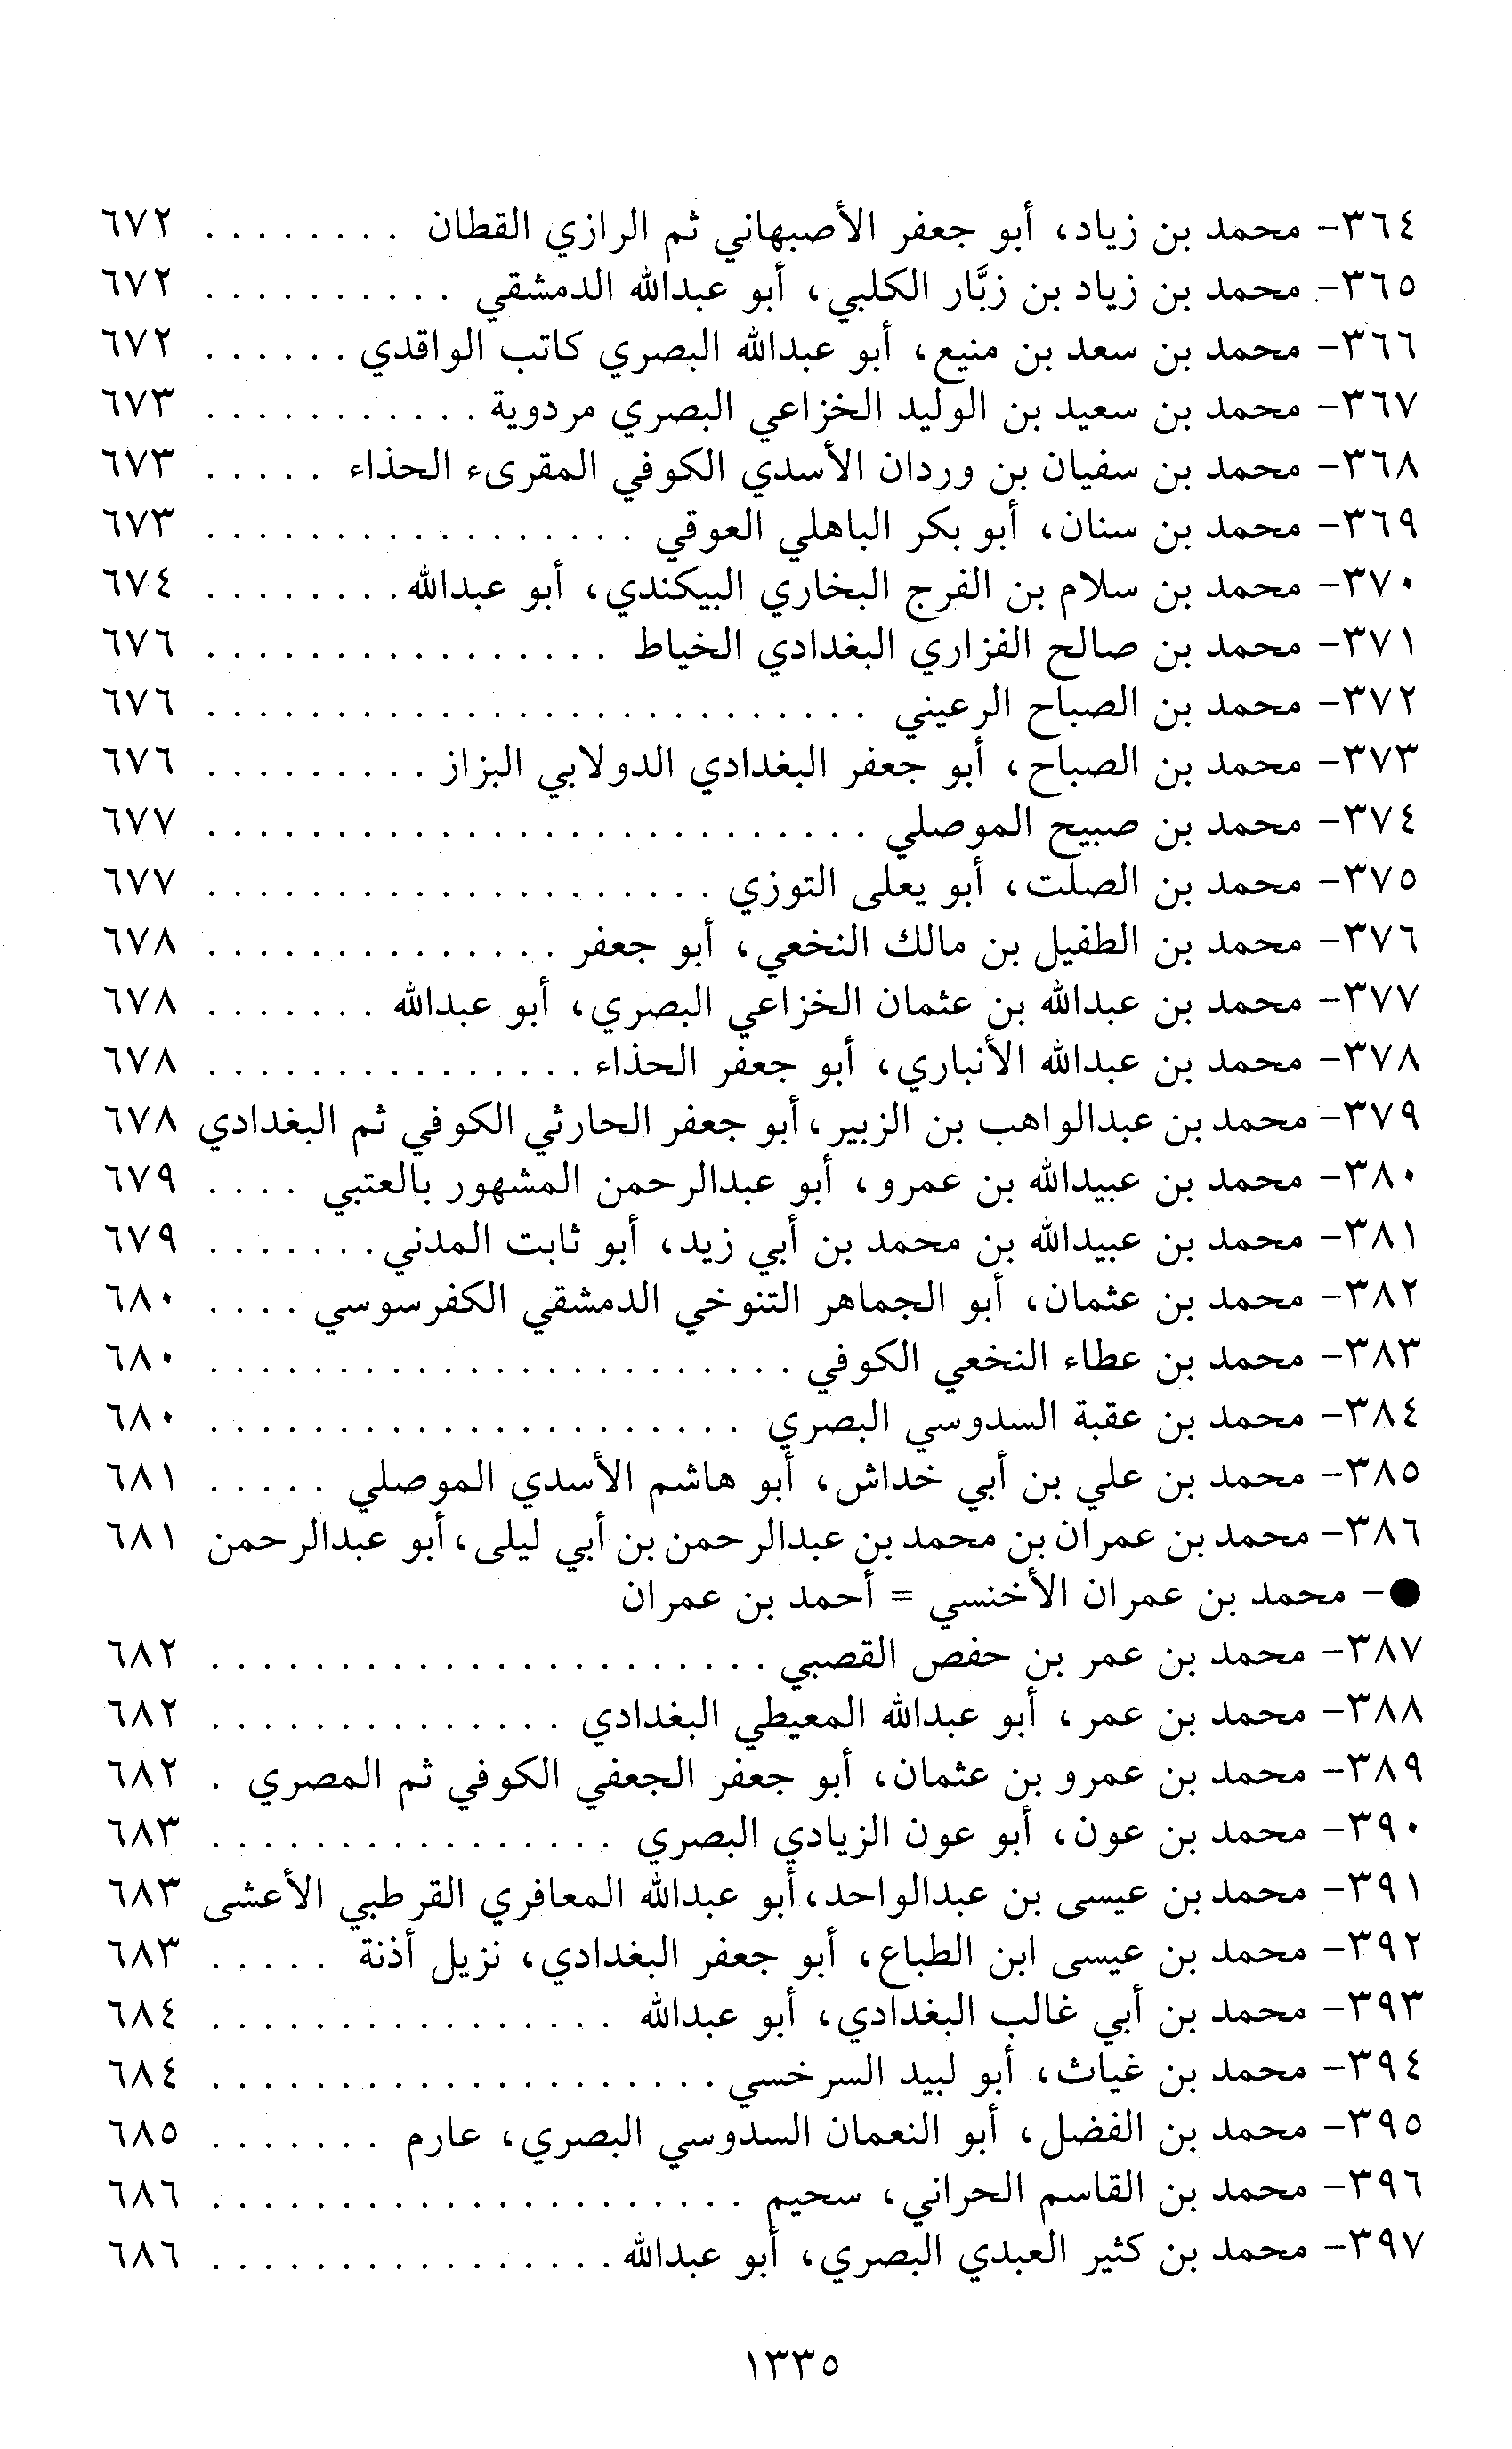 ٣٦٤- محمد بن زياد، أبو جعفر الأصبهاني ثم الرازي القطان . . . . . . . . ٦٧٢
٣٦٥- محمد بن زياد بن زبَّار الكلبي، أبو عبدالله الدمشقي . . . . . . . . . . ٦٧٢
٣٦٦- محمد بن سعد بن منيع، أبو عبدالله البصري كاتب الواقدي . . . . . . ٦٧٢
٣٦٧- محمد بن سعيد بن الوليد الخزاعي البصري مردوية . . . . . . . . . . . ٦٧٣
٣٦٨- محمد بن سفيان بن وردان الأسدي الكوفي المقرىء الحذاء . . . . . ٦٧٣
٣٦٩- محمد بن سنان، أبو بكر الباهلي العوقي . . . . . . . . . . . . . . . . . ٦٧٣
٣٧٠- محمد بن سلام بن الفرج البخاري البيكندي، أبو عبدالله . . . . . . . . ٦٧٤
٣٧١- محمد بن صالح الفزاري البغدادي الخياط . . . . . . . . . . . . . . . . ٦٧٦
٣٧٢- محمد بن الصباح الرعيني . . . . . . . . . . . . . . . . . . . . . . . . . . ٦٧٦
٣٧٣- محمد بن الصباح، أبو جعفر البغدادي الدولابي البزاز . . . . . . . . . ٦٧٦
٣٧٤- محمد بن صبيح الموصلي . . . . . . . . . . . . . . . . . . . . . . . . . . ٦٧٧
٣٧٥- محمد بن الصلت، أبو يعلى التوزي . . . . . . . . . . . . . . . . . . . . ٦٧٧
٣٧٦- محمد بن الطفيل بن مالك النخعي، أبو جعفر . . . . . . . . . . . . . . ٦٧٨
٣٧٧- محمد بن عبدالله بن عثمان الخزاعي البصري، أبو عبدالله . . . . . . . ٦٧٨
٣٧٨- محمد بن عبدالله الأنباري، أبو جعفر الحذاء . . . . . . . . . . . . . . . ٦٧٨
٣٧٩- محمد بن عبدالواهب بن الزبير، أبو جعفر الحارثي الكوفي ثم البغدادي ٦٧٨
٣٨٠- محمد بن عبيدالله بن عمرو، أبو عبدالرحمن المشهور بالعتبي . . . . ٦٧٩
٣٨١- محمد بن عبيدالله بن محمد بن أبي زيد، أبو ثابت المدني . . . . . . . ٦٧٩
٣٨٢- محمد بن عثمان، أبو الجماهر التنوخي الدمشقي الكفرسوسي . . . . ٦٨٠
٣٨٣- محمد بن عطاء النخعي الكوفي . . . . . . . . . . . . . . . . . . . . . . . ٦٨٠
٣٨٤- محمد بن عقبة السدوسي البصري . . . . . . . . . . . . . . . . . . . . . ٦٨٠
٣٨٥- محمد بن علي بن أبي خداش، أبو هاشم الأسدي الموصلي . . . . . ٦٨١
٣٨٦- محمد بن عمران بن محمد بن عبدالرحمن بن أبي ليلى، أبو عبدالرحمن ٦٨١
●- محمد بن عمران الأخنسي = أحمد بن عمران
٣٨٧- محمد بن عمر بن حفص القصبي . . . . . . . . . . . . . . . . . . . . . . ٦٨٢
٣٨٨- محمد بن عمر، أبو عبدالله المعيطي البغدادي . . . . . . . . . . . . . . ٦٨٢
٣٨٩- محمد بن عمرو بن عثمان، أبو جعفر الجعفي الكوفي ثم المصري . ٦٨٢
٣٩٠- محمد بن عون، أبو عون الزيادي البصري . . . . . . . . . . . . . . . . ٦٨٣
٣٩١- محمد بن عيسى بن عبدالواحد، أبو عبدالله المعافري القرطبي الأعشى ٦٨٣
٣٩٢- محمد بن عيسى ابن الطباع، أبو جعفر البغدادي، نزيل أذنة . . . . . ٦٨٣
٣٩٣- محمد بن أبي غالب البغدادي، أبو عبدالله . . . . . . . . . . . . . . . . ٦٨٤
٣٩٤- محمد بن غياث، أبو لبيد السرخسي . . . . . . . . . . . . . . . . . . . . ٦٨٤
٣٩٥- محمد بن الفضل، أبو النعمان السدوسي البصري، عارم . . . . . . . ٦٨٥
٣٩٦- محمد بن القاسم الحراني، سحيم . . . . . . . . . . . . . . . . . . . . . ٦٨٦
٣٩٧- محمد بن كثير العبدي البصري، أبو عبدالله . . . . . . . . . . . . . . . . ٦٨٦
١٣٣٥